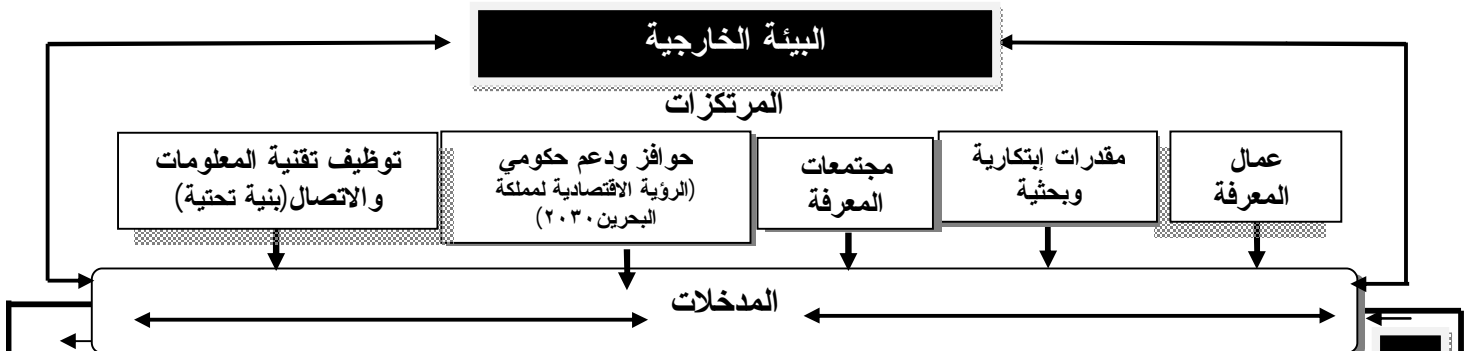 البيئة الخارجية
المرتكزات
عمال
المعرفة
مقدرات إبتكارية
وبحثية
مجتمعات
المعرفة
حوافز ودعم حكومي
(الرؤية الاقتصادية لمملكة
البحرين٢٠٣٠)
توظيف تقنية المعلومات
والاتصال(بنية تحتية)
المدخلات